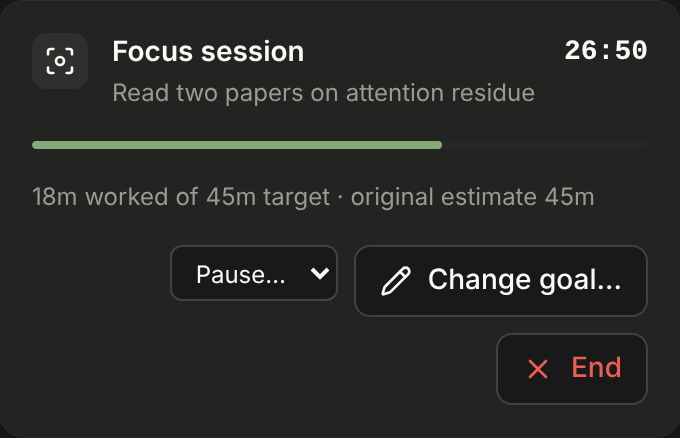 Focus session 26:50
Read two papers on attention residue
18m worked of 45m target · original estimate 45m
Pause... Change goal...
End